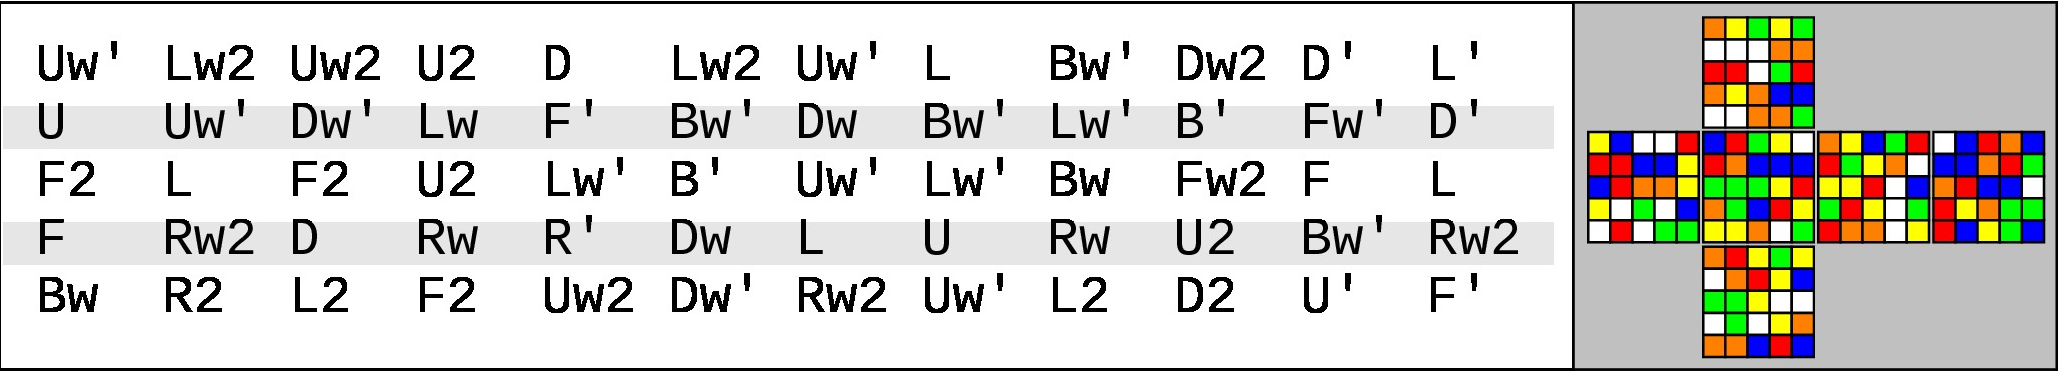 Uw' Lw2 Uw2 U2 D Lw2 Uw' L Bw' Dw2 D' L'
U Uw' Dw' Lw F' Bw' Dw Bw' Lw' B' Fw' D'
F2 L F2 U2 Lw' B' Uw' Lw' Bw Fw2 F L
F Rw2 D Rw R' Dw L U Rw U2 Bw' Rw2
Bw R2 L2 F2 Uw2 Dw' Rw2 Uw' L2 D2 U' F'